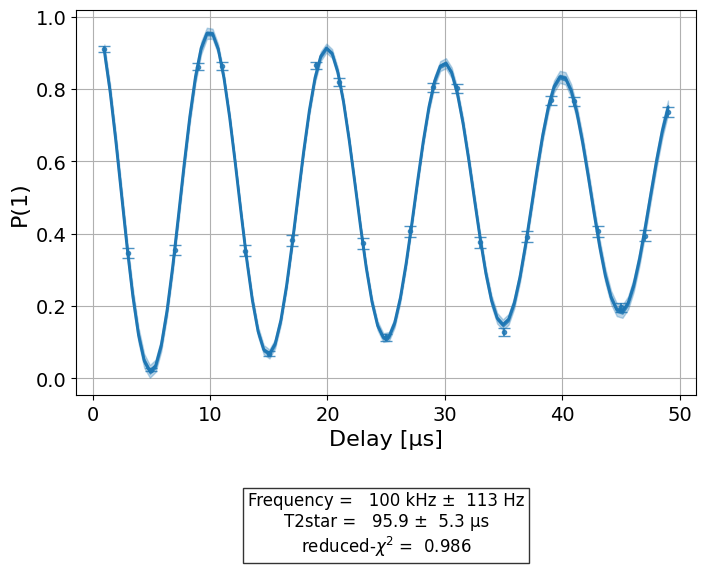 1.0
0.8
0.6
0.4
0.2
0.0
P(1)
0 10 20 30 40 50
Delay [μs]
Frequency = 100 kHz ± 113 Hz
T2star = 95.9 ± 5.3 μs
reduced-χ² = 0.986